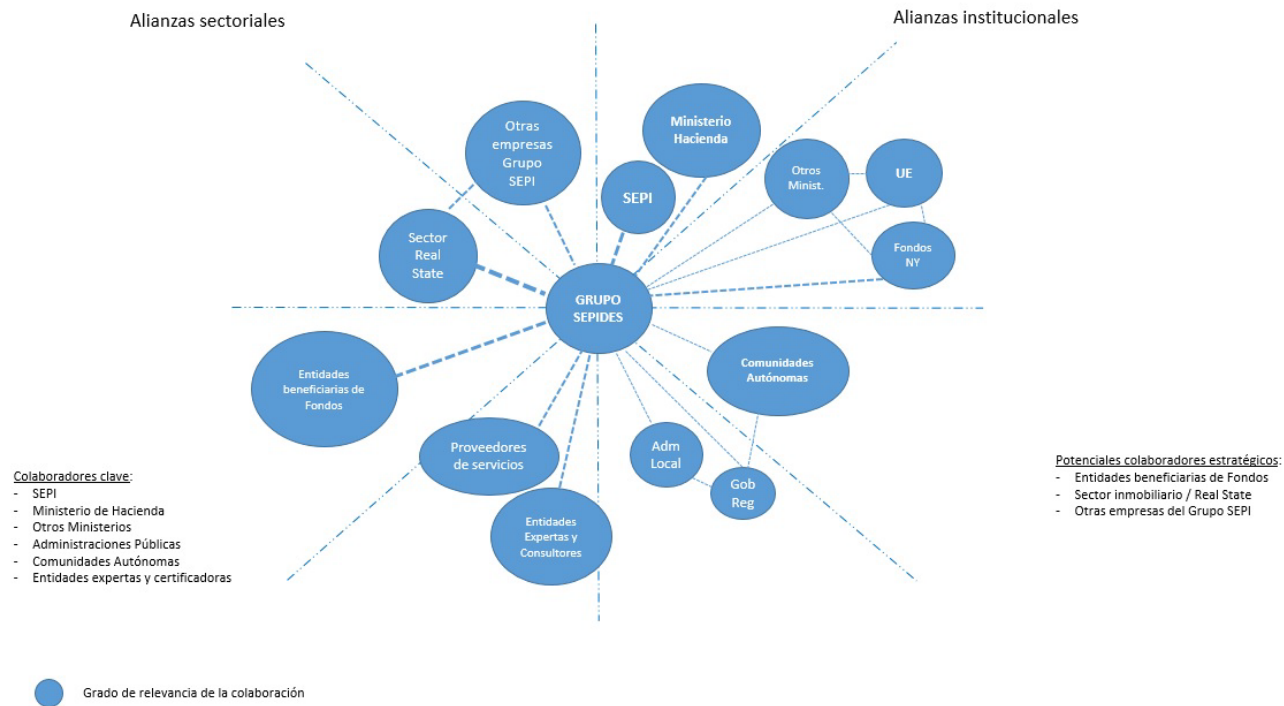 Alianzas sectoriales
Alianzas institucionales
Otras
empresas
Grupo
SEPI
Ministerio
Hacienda
SEPI
Otros
Minist.
UE
Sector
Real
State
Fondos
NY
GRUPO
SEPIDES
Entidades
beneficiarias de
Fondos
Comunidades
Autónomas
Proveedores
de servicios
Adm
Local
Gob
Reg
Entidades
Expertas y
Consultores
Colaboradores clave:
- SEPI
- Ministerio de Hacienda
- Otros Ministerios
- Administraciones Públicas
- Comunidades Autónomas
- Entidades expertas y certificadoras
Potenciales colaboradores estratégicos:
- Entidades beneficiarias de Fondos
- Sector inmobiliario / Real State
- Otras empresas del Grupo SEPI
Grado de relevancia de la colaboración